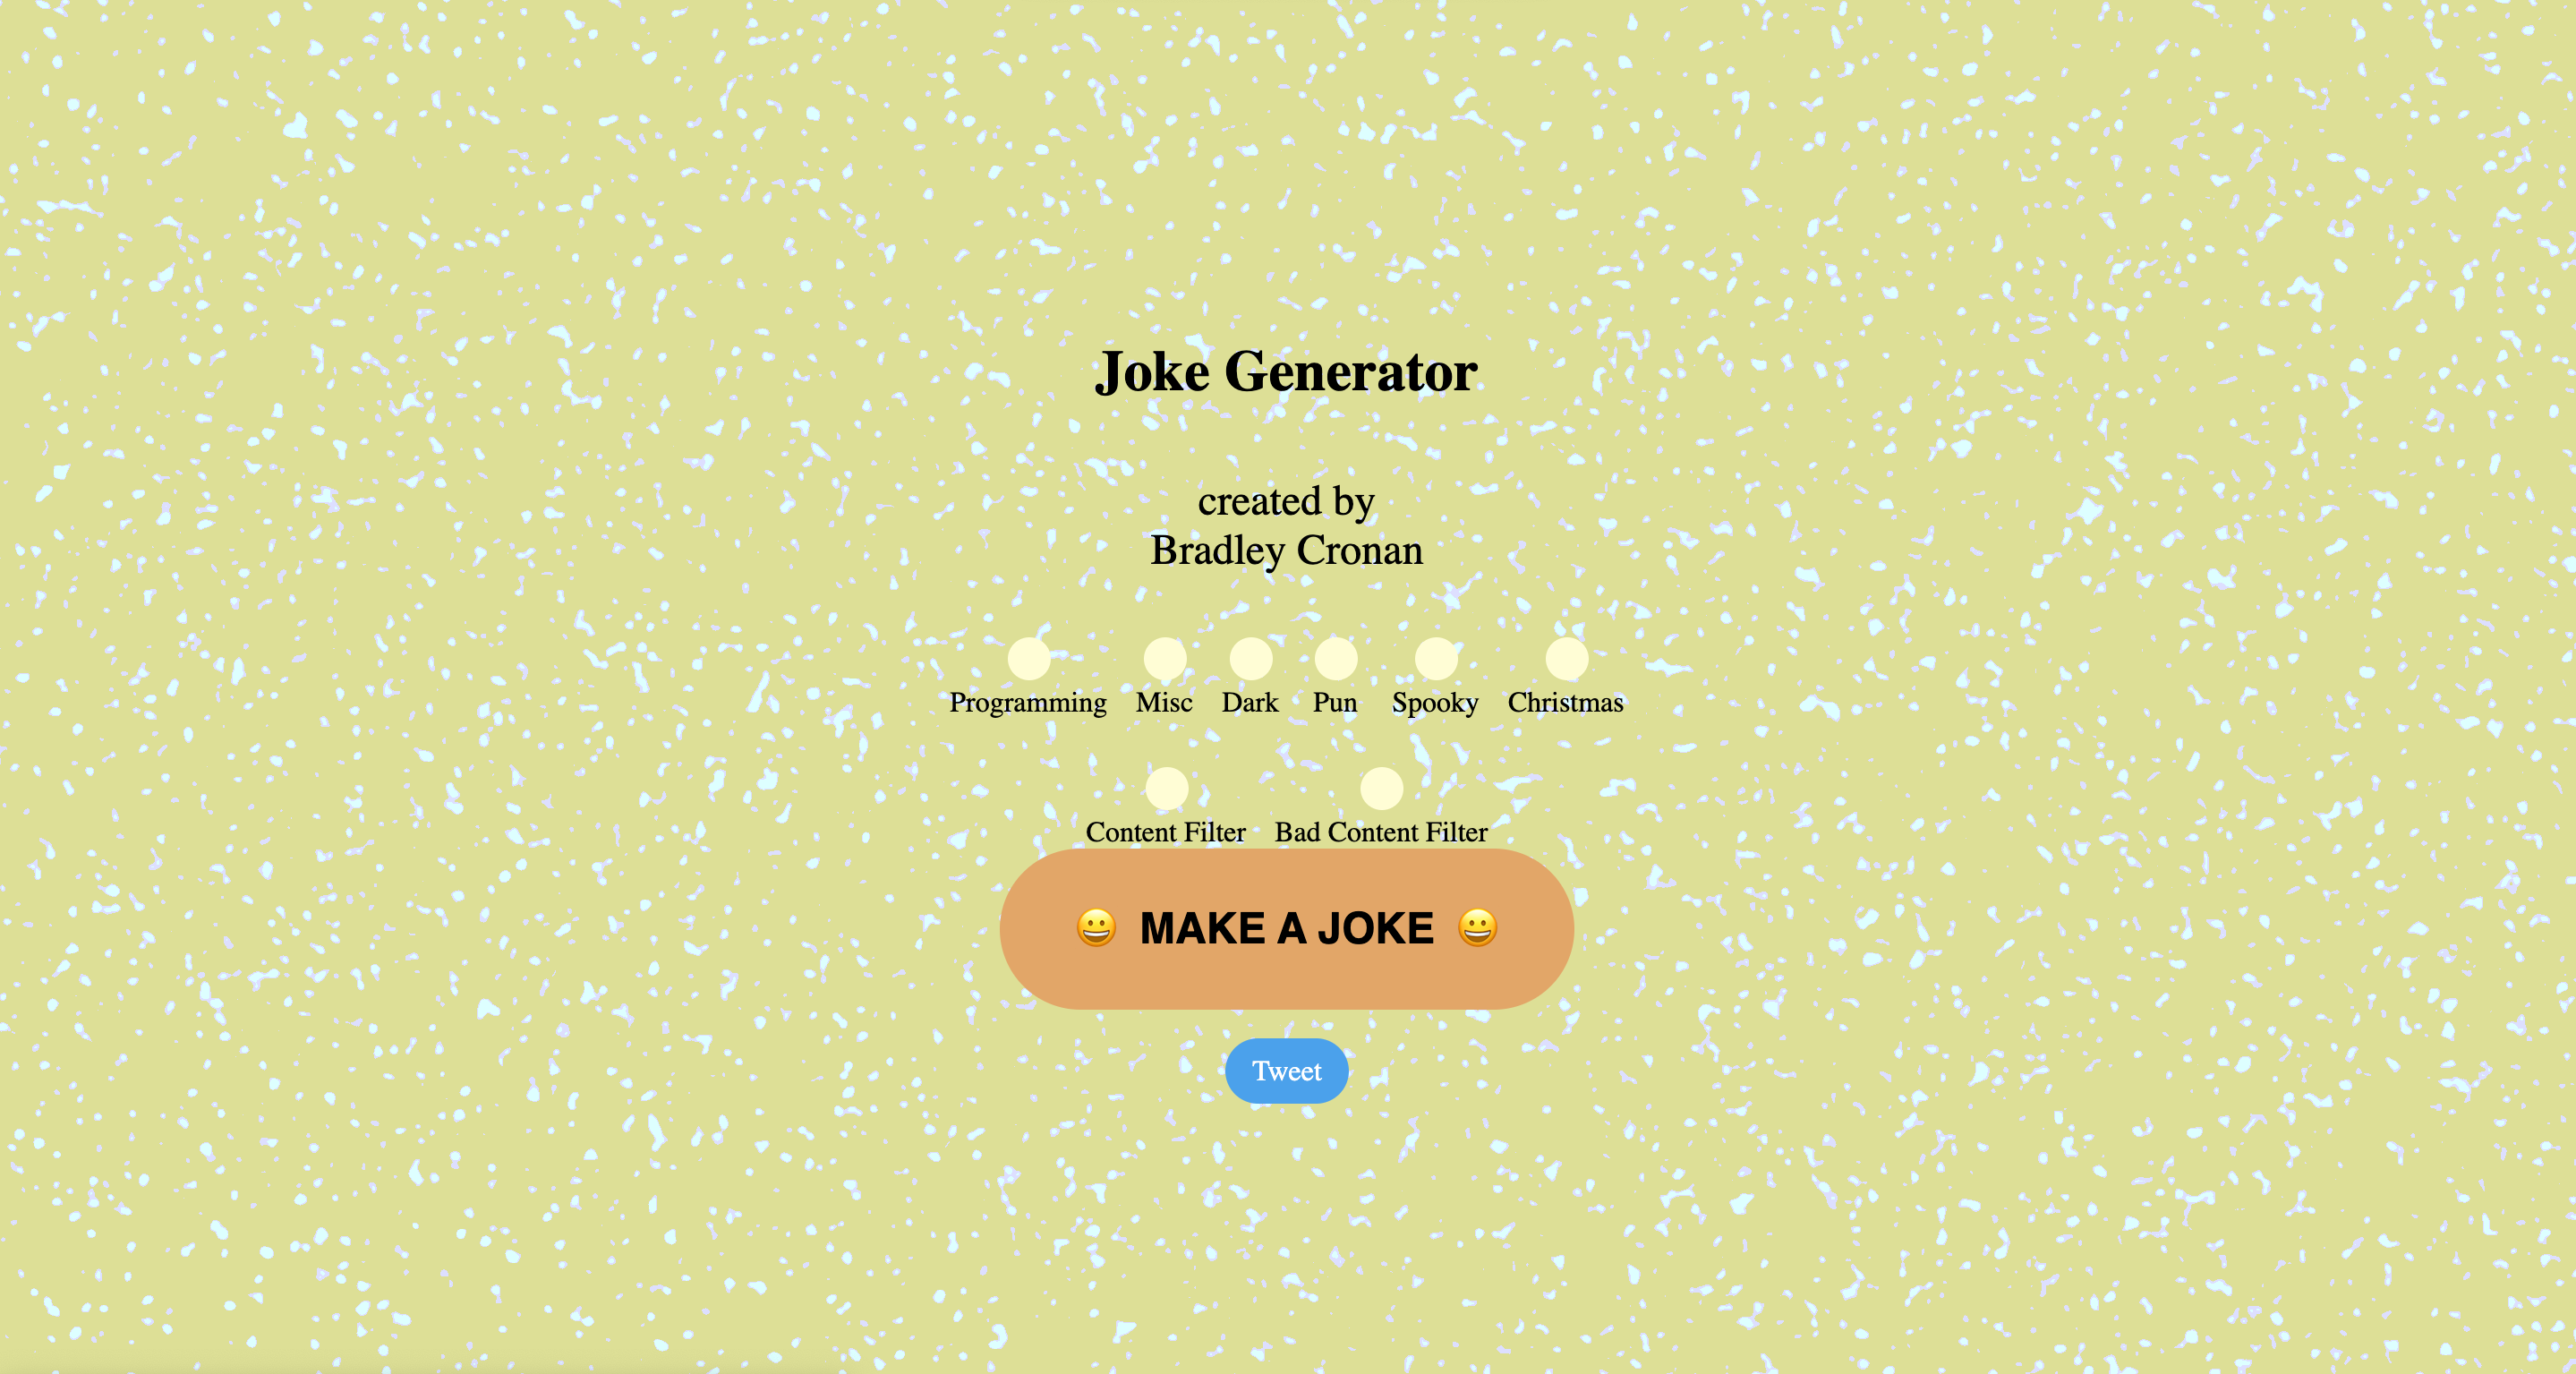 Joke Generator
created by
Bradley Cronan
Programming Misc Dark Pun Spooky Christmas
Content Filter Bad Content Filter
😀 MAKE A JOKE 😀
Tweet